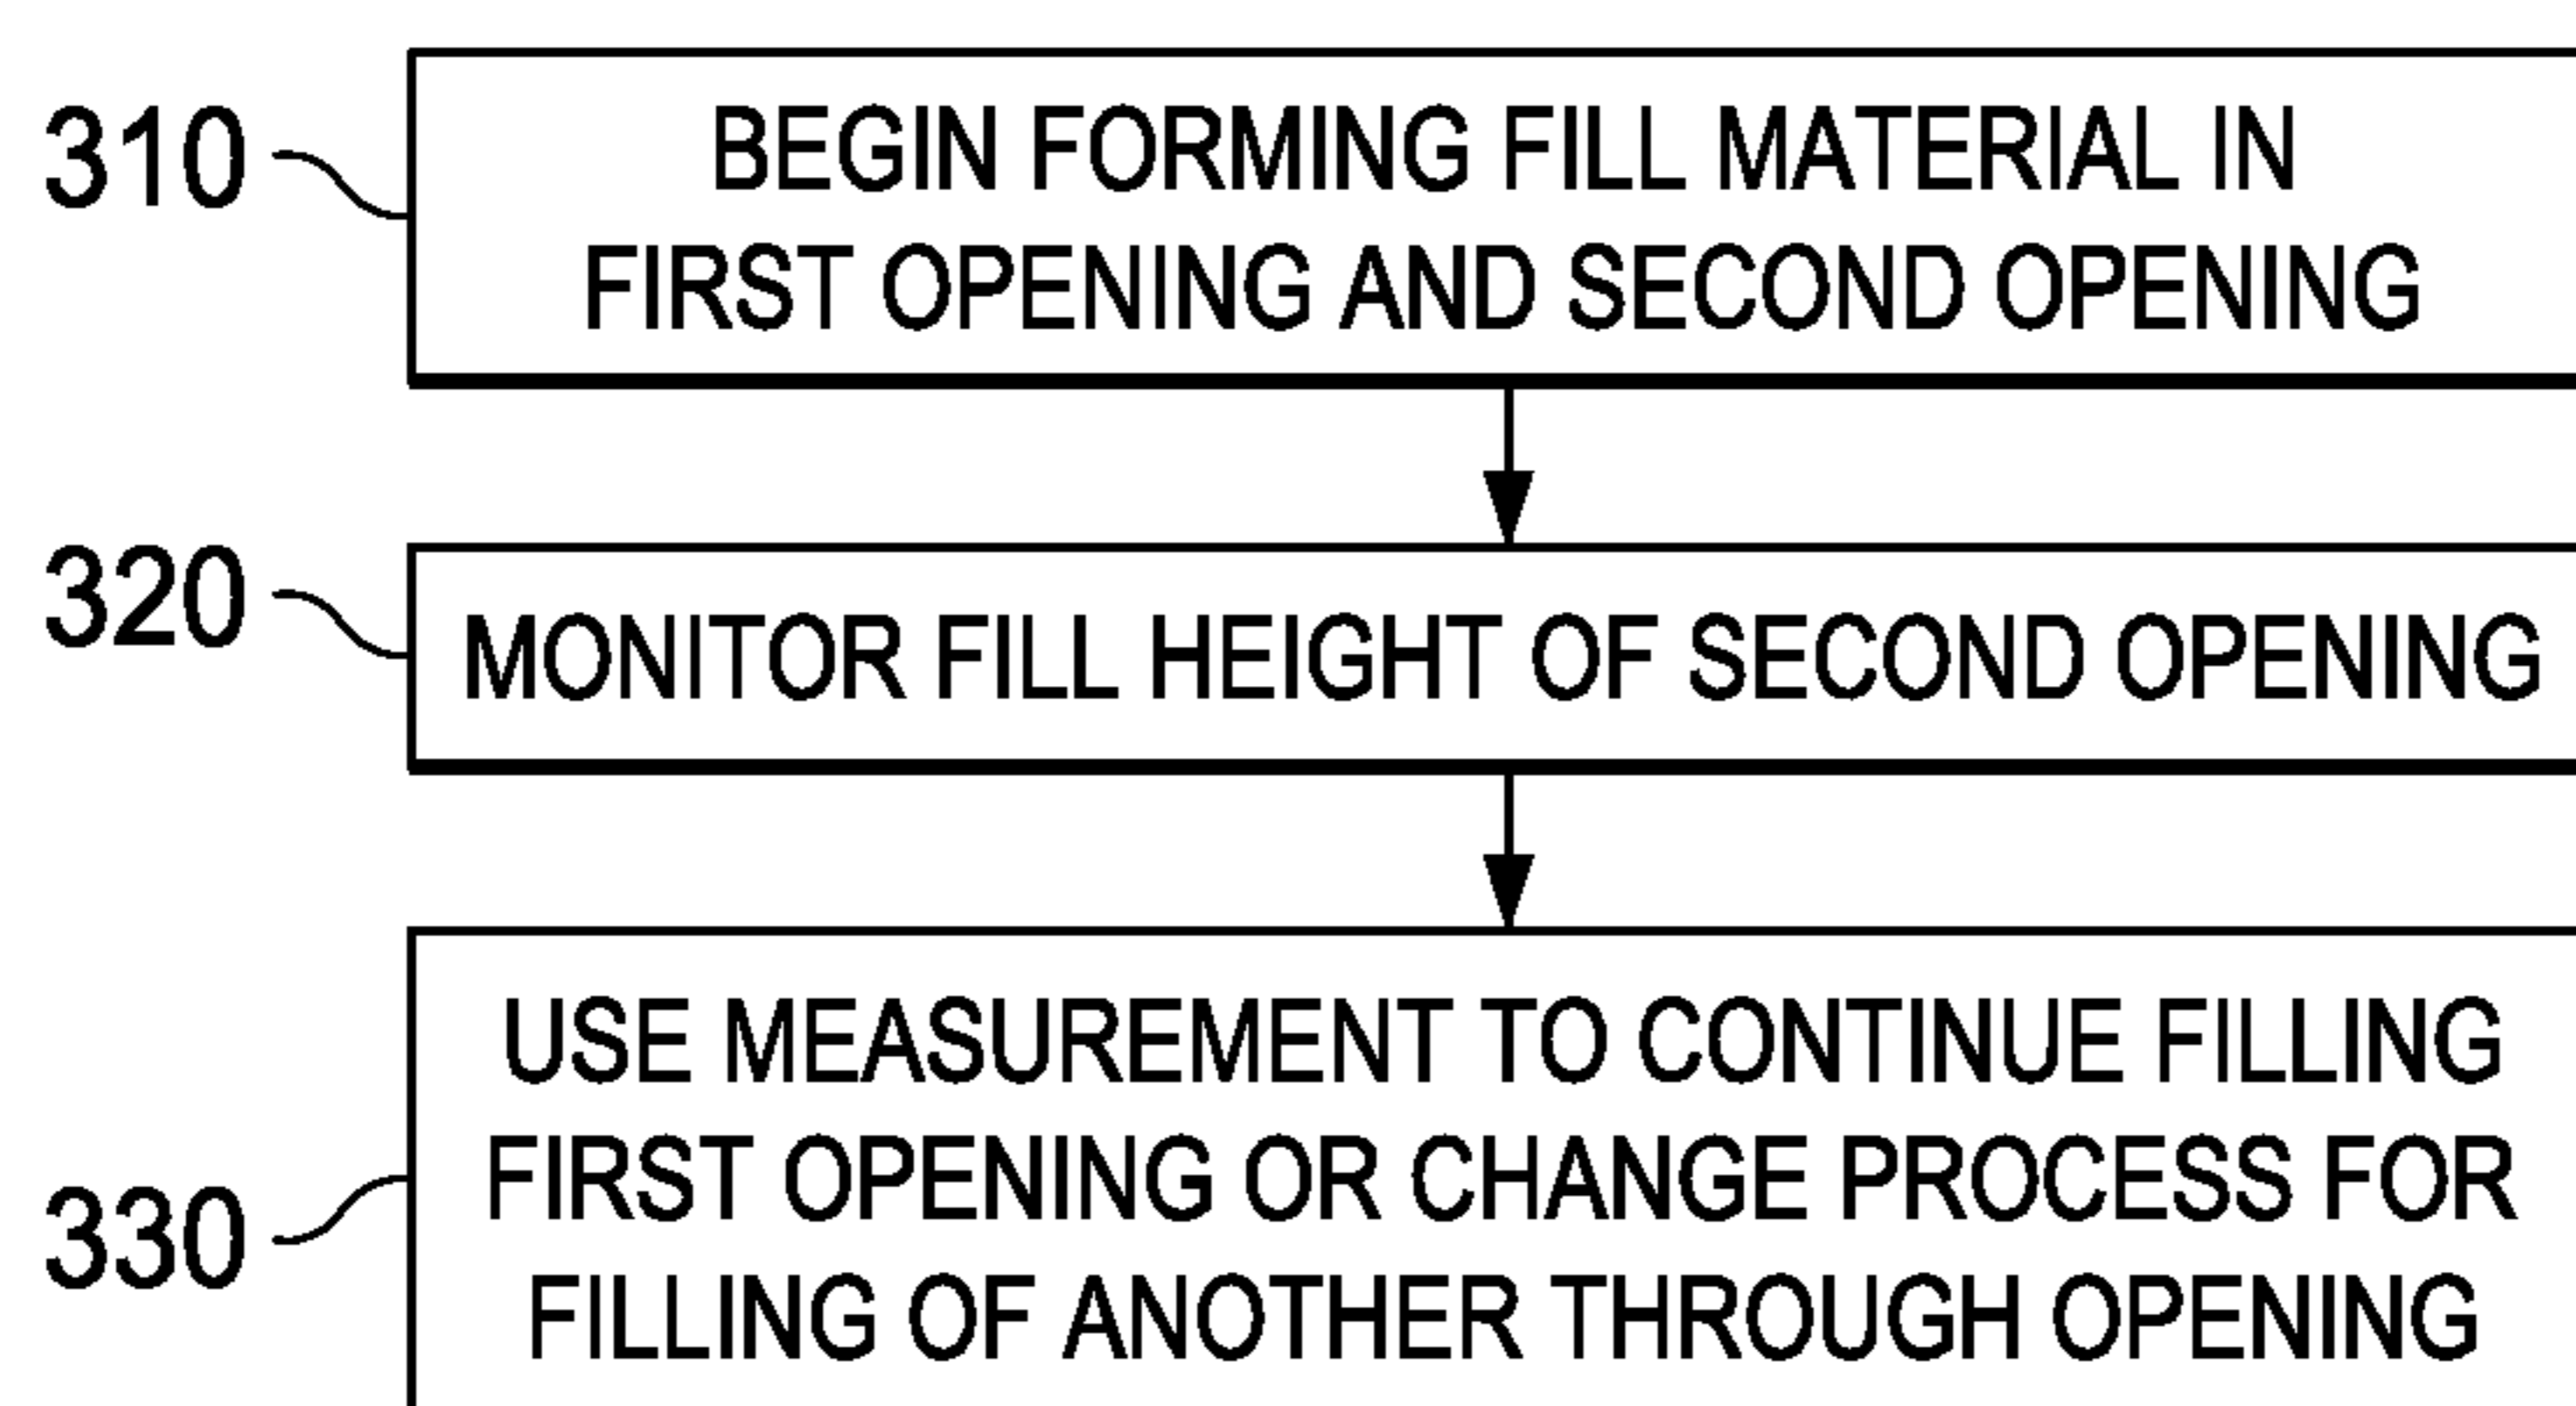 310
BEGIN FORMING FILL MATERIAL IN
FIRST OPENING AND SECOND OPENING
320
MONITOR FILL HEIGHT OF SECOND OPENING
330
USE MEASUREMENT TO CONTINUE FILLING
FIRST OPENING OR CHANGE PROCESS FOR
FILLING OF ANOTHER THROUGH OPENING